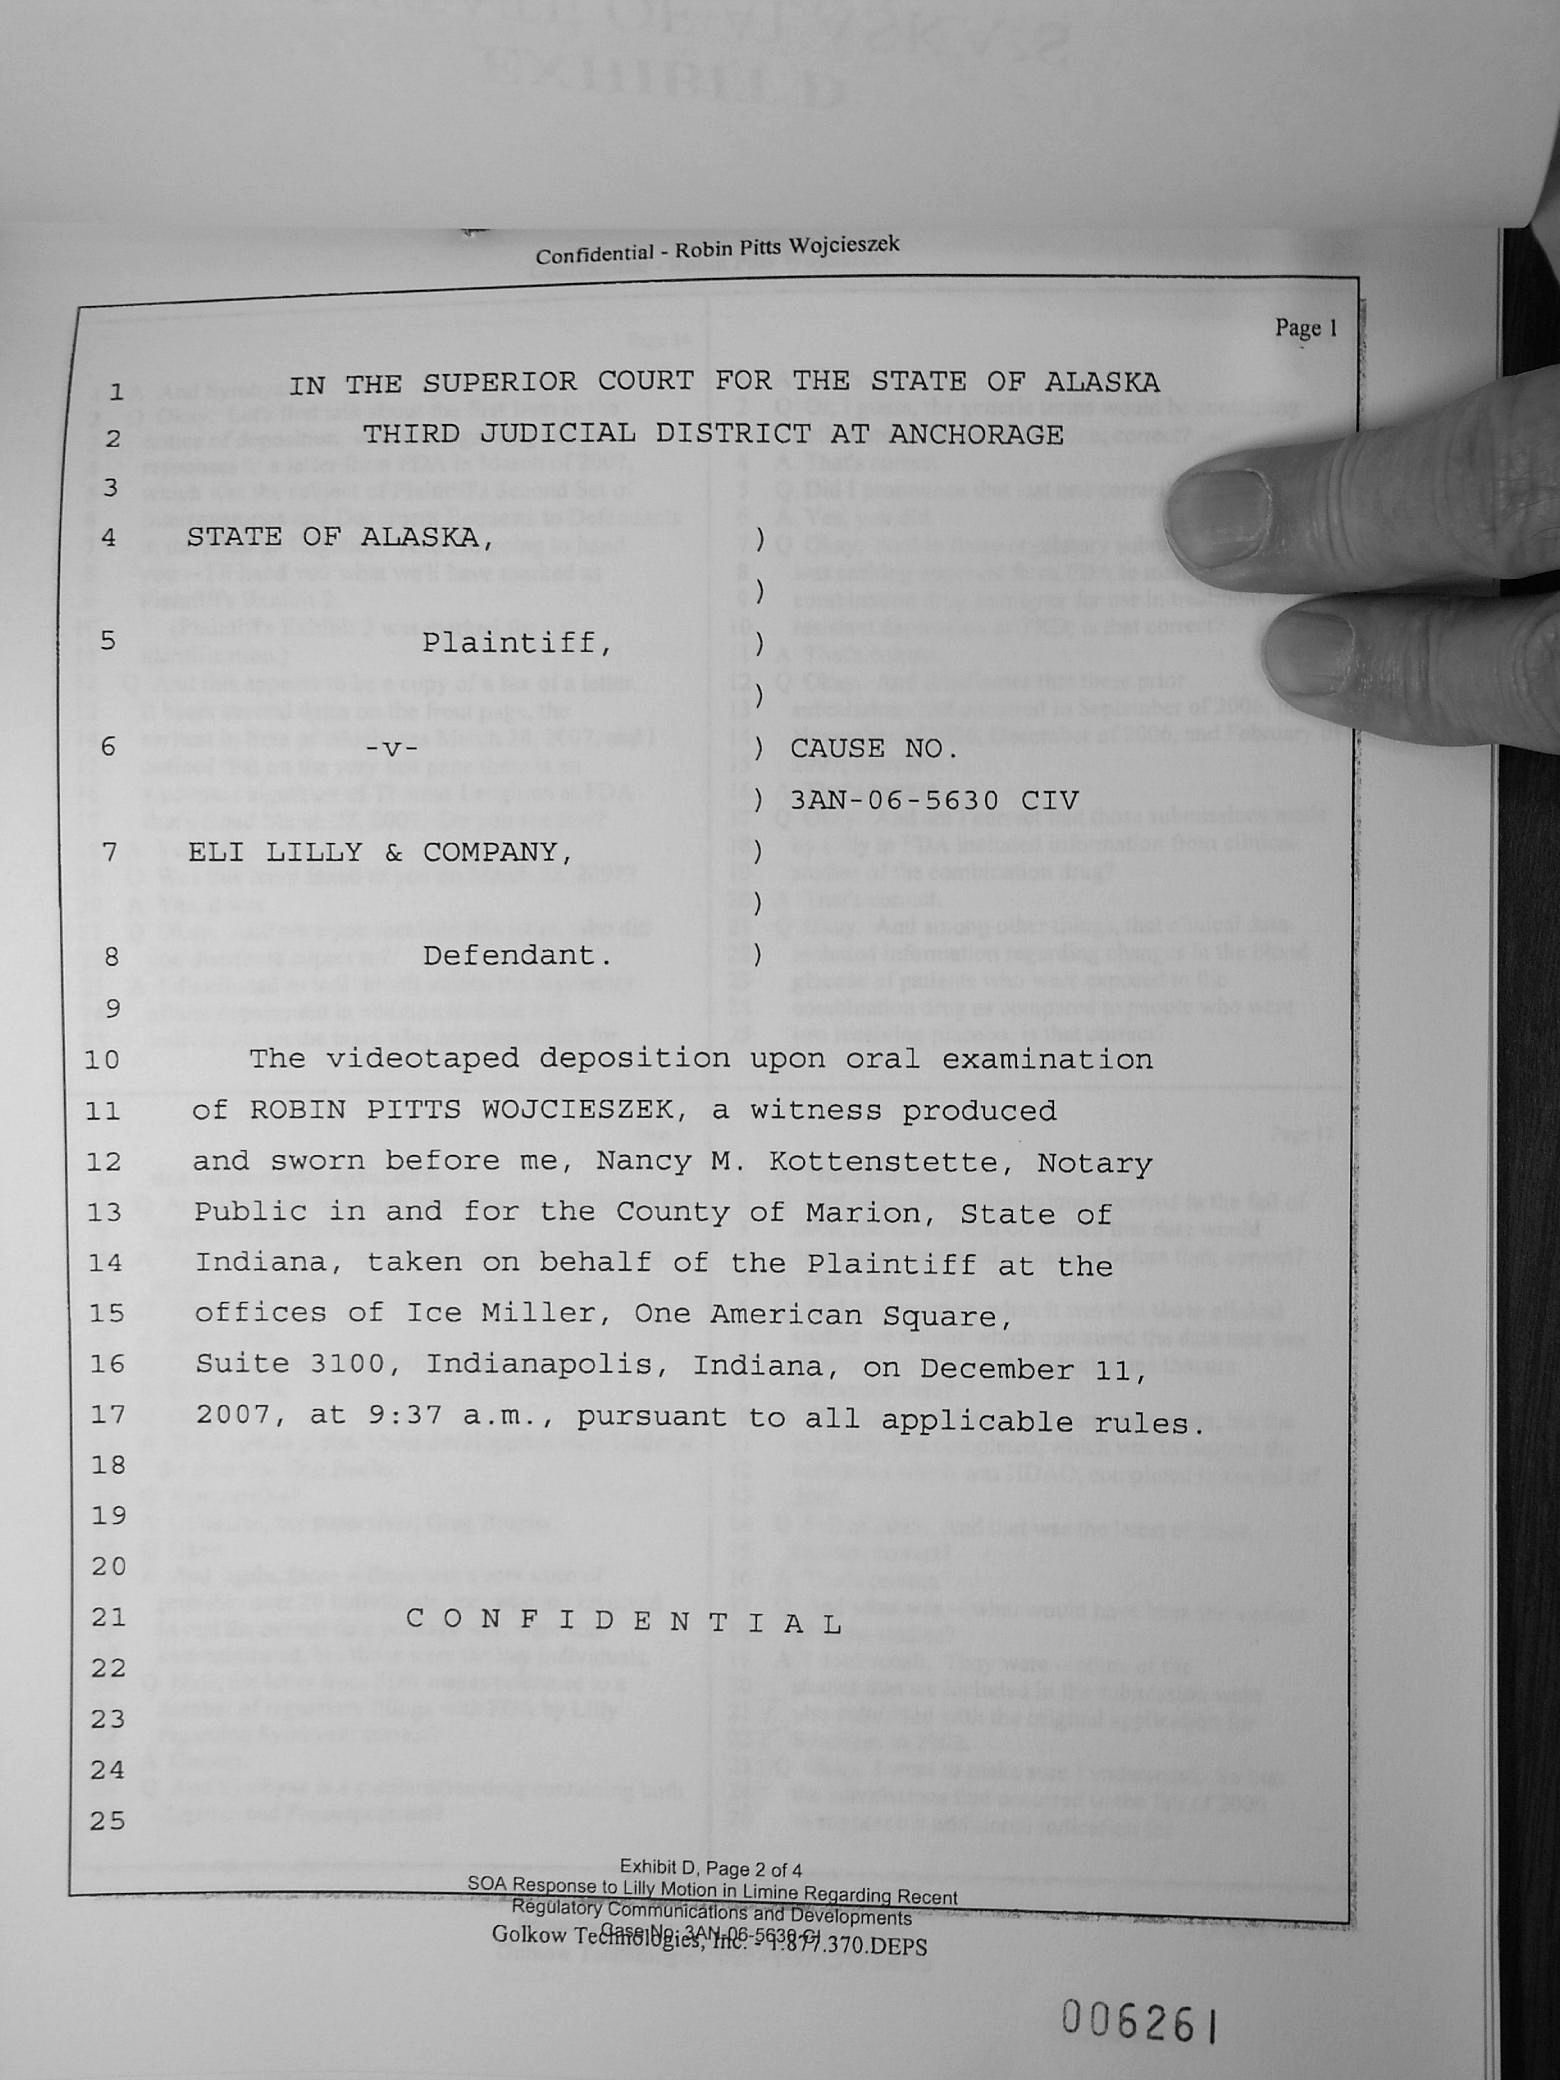 Confidential - Robin Pitts Wojcieszek
Page 1
1 IN THE SUPERIOR COURT FOR THE STATE OF ALASKA
2 THIRD JUDICIAL DISTRICT AT ANCHORAGE
3
4 STATE OF ALASKA, )
)
5 Plaintiff, )
)
6 -v- ) CAUSE NO.
) 3AN-06-5630 CIV
7 ELI LILLY & COMPANY, )
)
8 Defendant. )
9
10 The videotaped deposition upon oral examination
11 of ROBIN PITTS WOJCIESZEK, a witness produced
12 and sworn before me, Nancy M. Kottenstette, Notary
13 Public in and for the County of Marion, State of
14 Indiana, taken on behalf of the Plaintiff at the
15 offices of Ice Miller, One American Square,
16 Suite 3100, Indianapolis, Indiana, on December 11,
17 2007, at 9:37 a.m., pursuant to all applicable rules.
18
19
20
21 C O N F I D E N T I A L
22
23
24
25
Exhibit D, Page 2 of 4
SOA Response to Lilly Motion in Limine Regarding Recent
Regulatory Communications and Developments
Case No: 3AN-06-5630 CI
Golkow Technologies, Inc. - 1.877.370.DEPS
006261